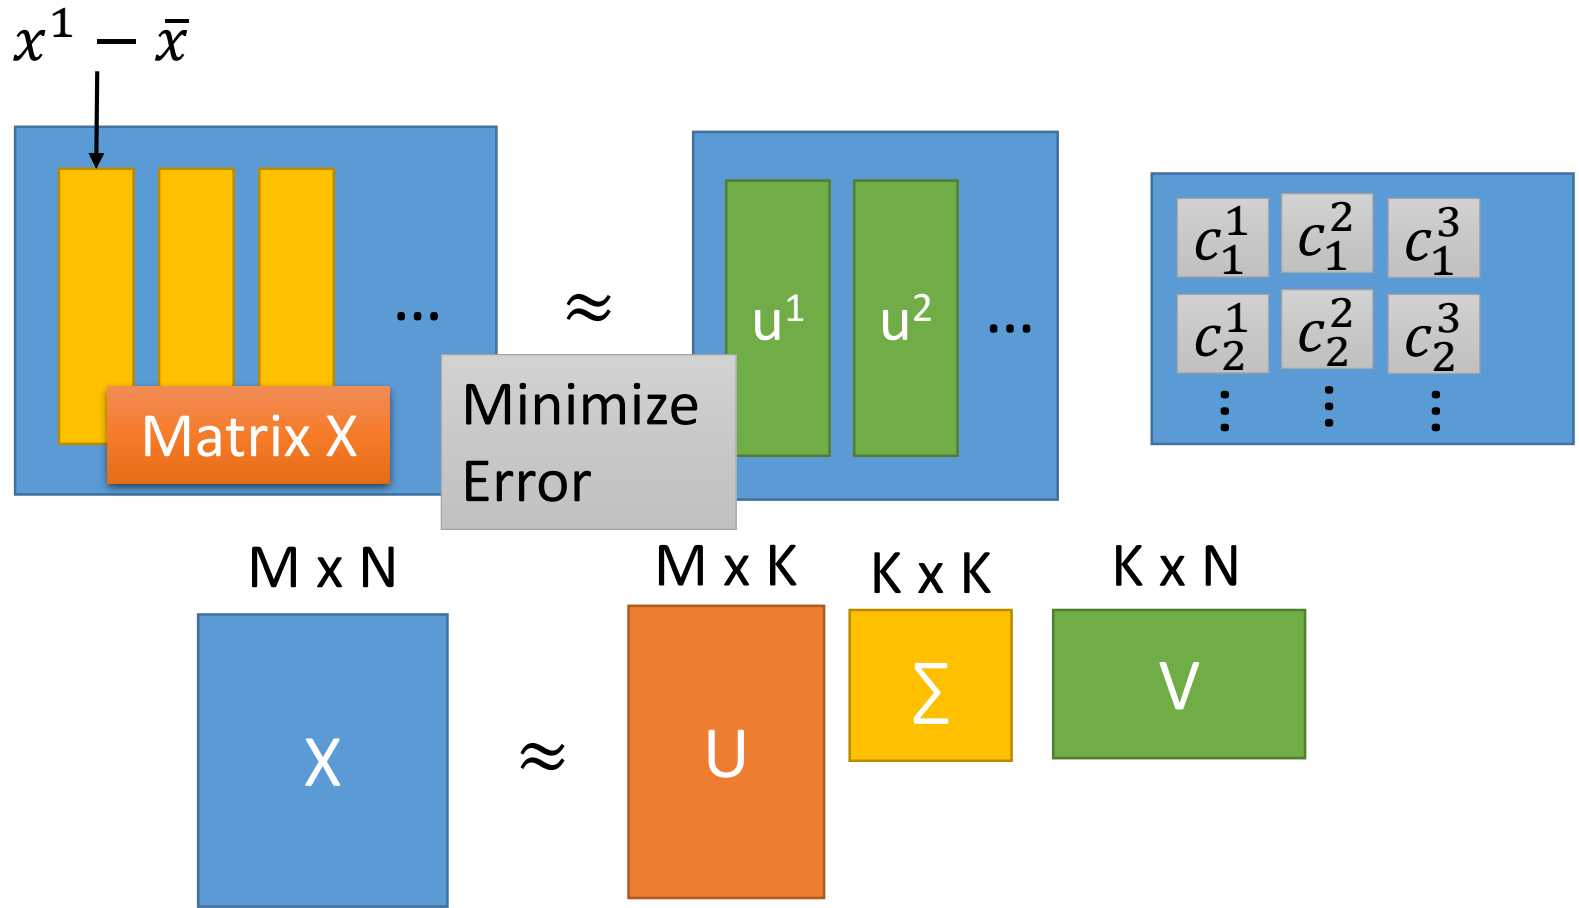 x¹ − x̄
... ≈ u¹ u² ...
c₁¹ c₁² c₁³
c₂¹ c₂² c₂³
⋮ ⋮ ⋮
Matrix X
Minimize
Error
M x N M x K K x K K x N
X ≈ U ∑ V